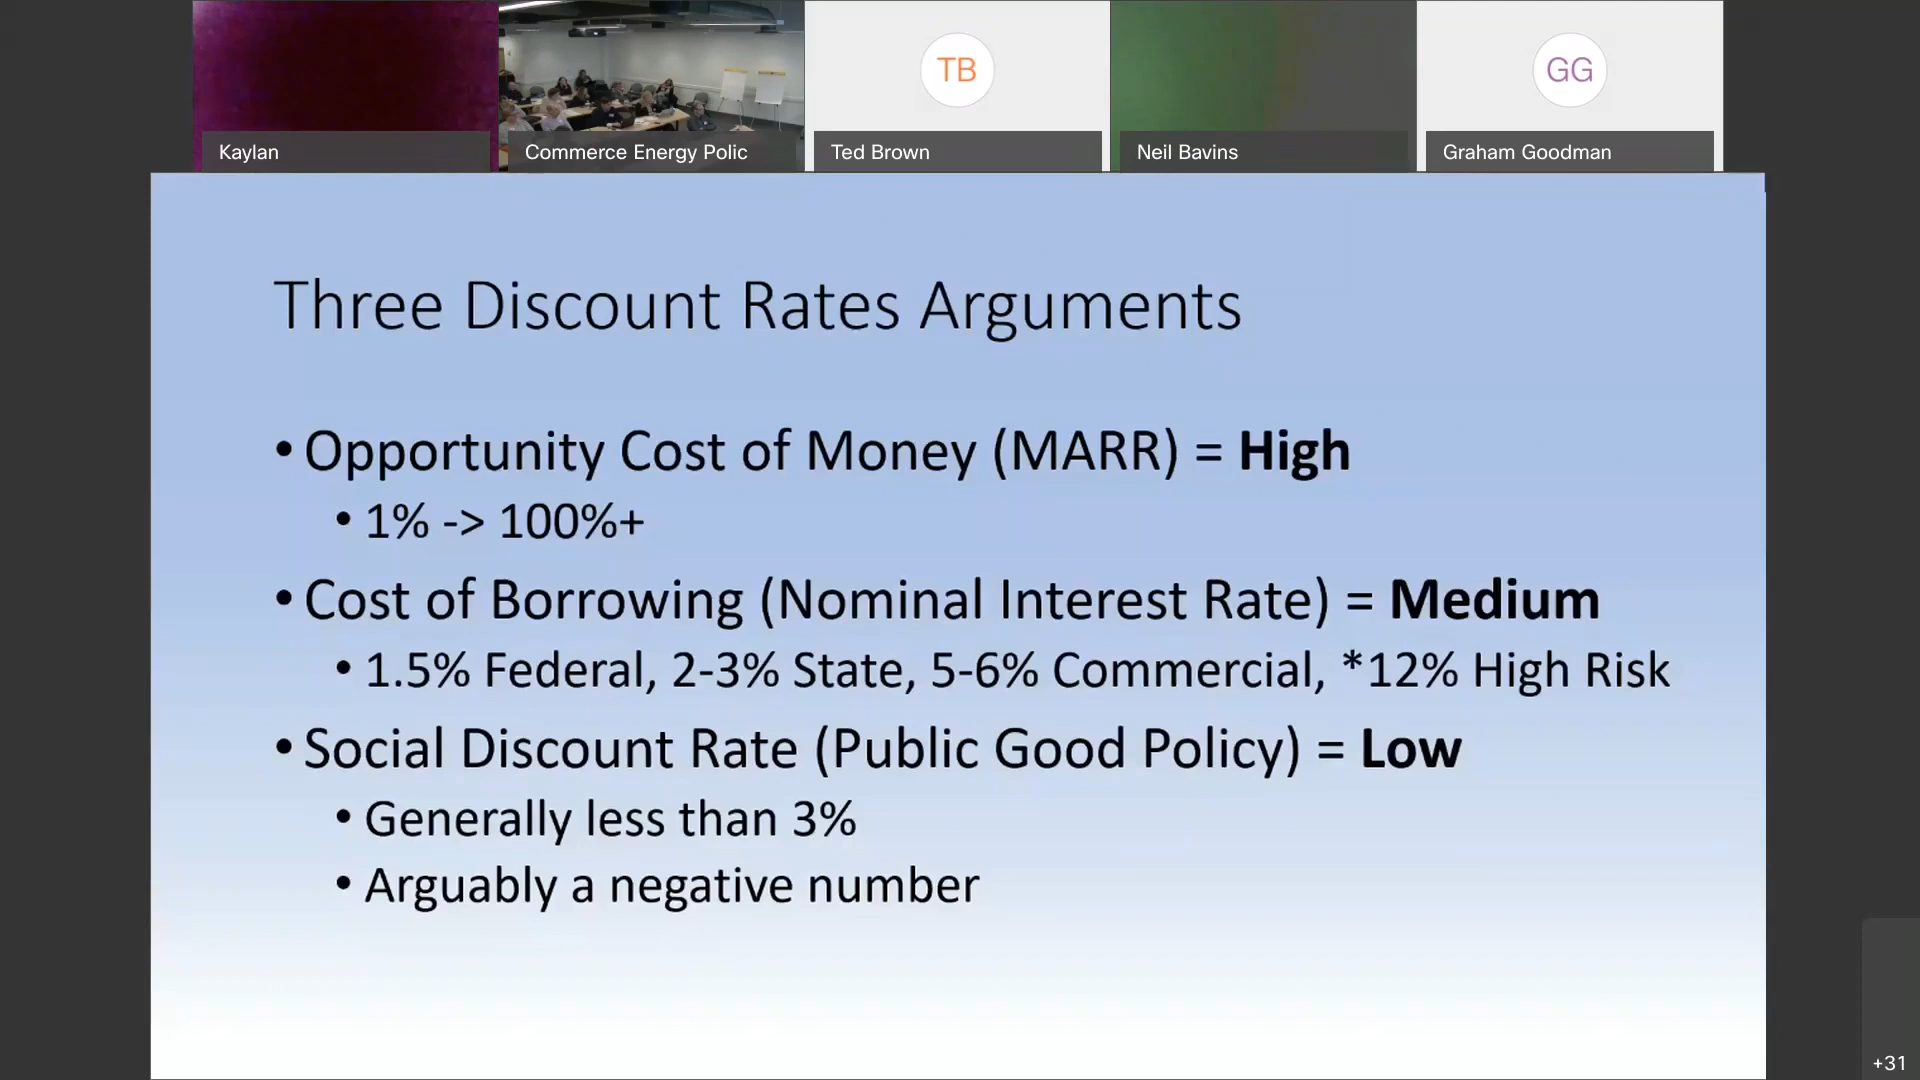 TB
GG
Kaylan
Commerce Energy Polic
Ted Brown
Neil Bavins
Graham Goodman
Three Discount Rates Arguments
• Opportunity Cost of Money (MARR) = High
• 1% -> 100%+
• Cost of Borrowing (Nominal Interest Rate) = Medium
• 1.5% Federal, 2-3% State, 5-6% Commercial, *12% High Risk
• Social Discount Rate (Public Good Policy) = Low
• Generally less than 3%
• Arguably a negative number
+31